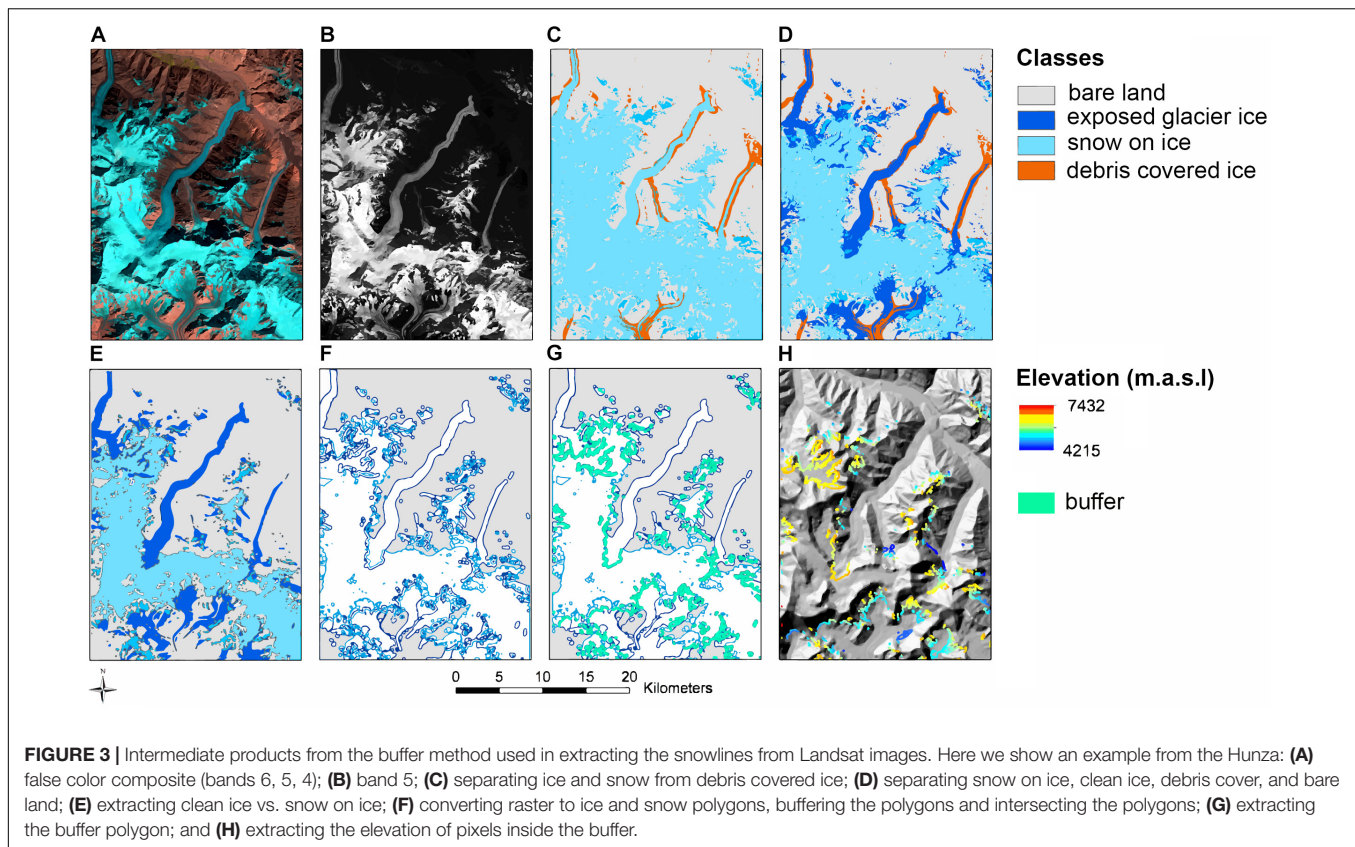 A
B
C
D
Classes
bare land
exposed glacier ice
snow on ice
debris covered ice
E
F
G
H
Elevation (m.a.s.l)
7432
4215
buffer
N
0 5 10 15 20 Kilometers
FIGURE 3 | Intermediate products from the buffer method used in extracting the snowlines from Landsat images. Here we show an example from the Hunza: (A)
false color composite (bands 6, 5, 4); (B) band 5; (C) separating ice and snow from debris covered ice; (D) separating snow on ice, clean ice, debris cover, and bare
land; (E) extracting clean ice vs. snow on ice; (F) converting raster to ice and snow polygons, buffering the polygons and intersecting the polygons; (G) extracting
the buffer polygon; and (H) extracting the elevation of pixels inside the buffer.